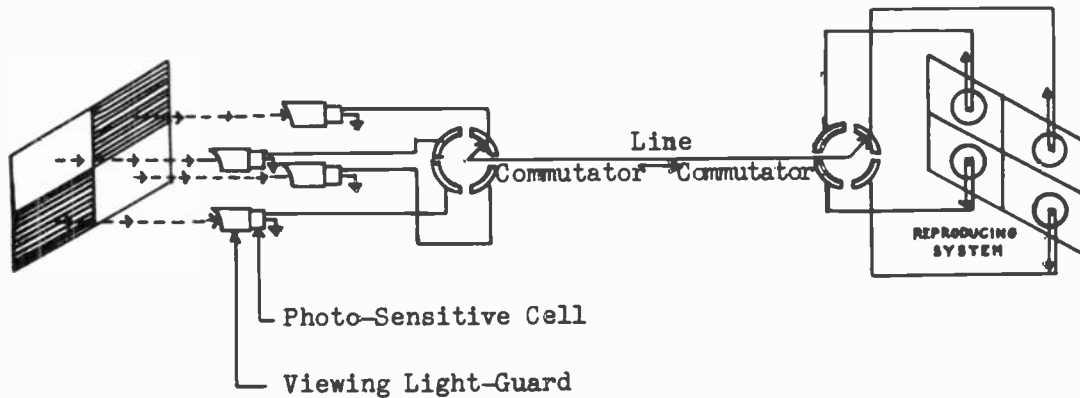 Line
Commutator Commutator
REPRODUCING
SYSTEM
Photo-Sensitive Cell
Viewing Light-Guard